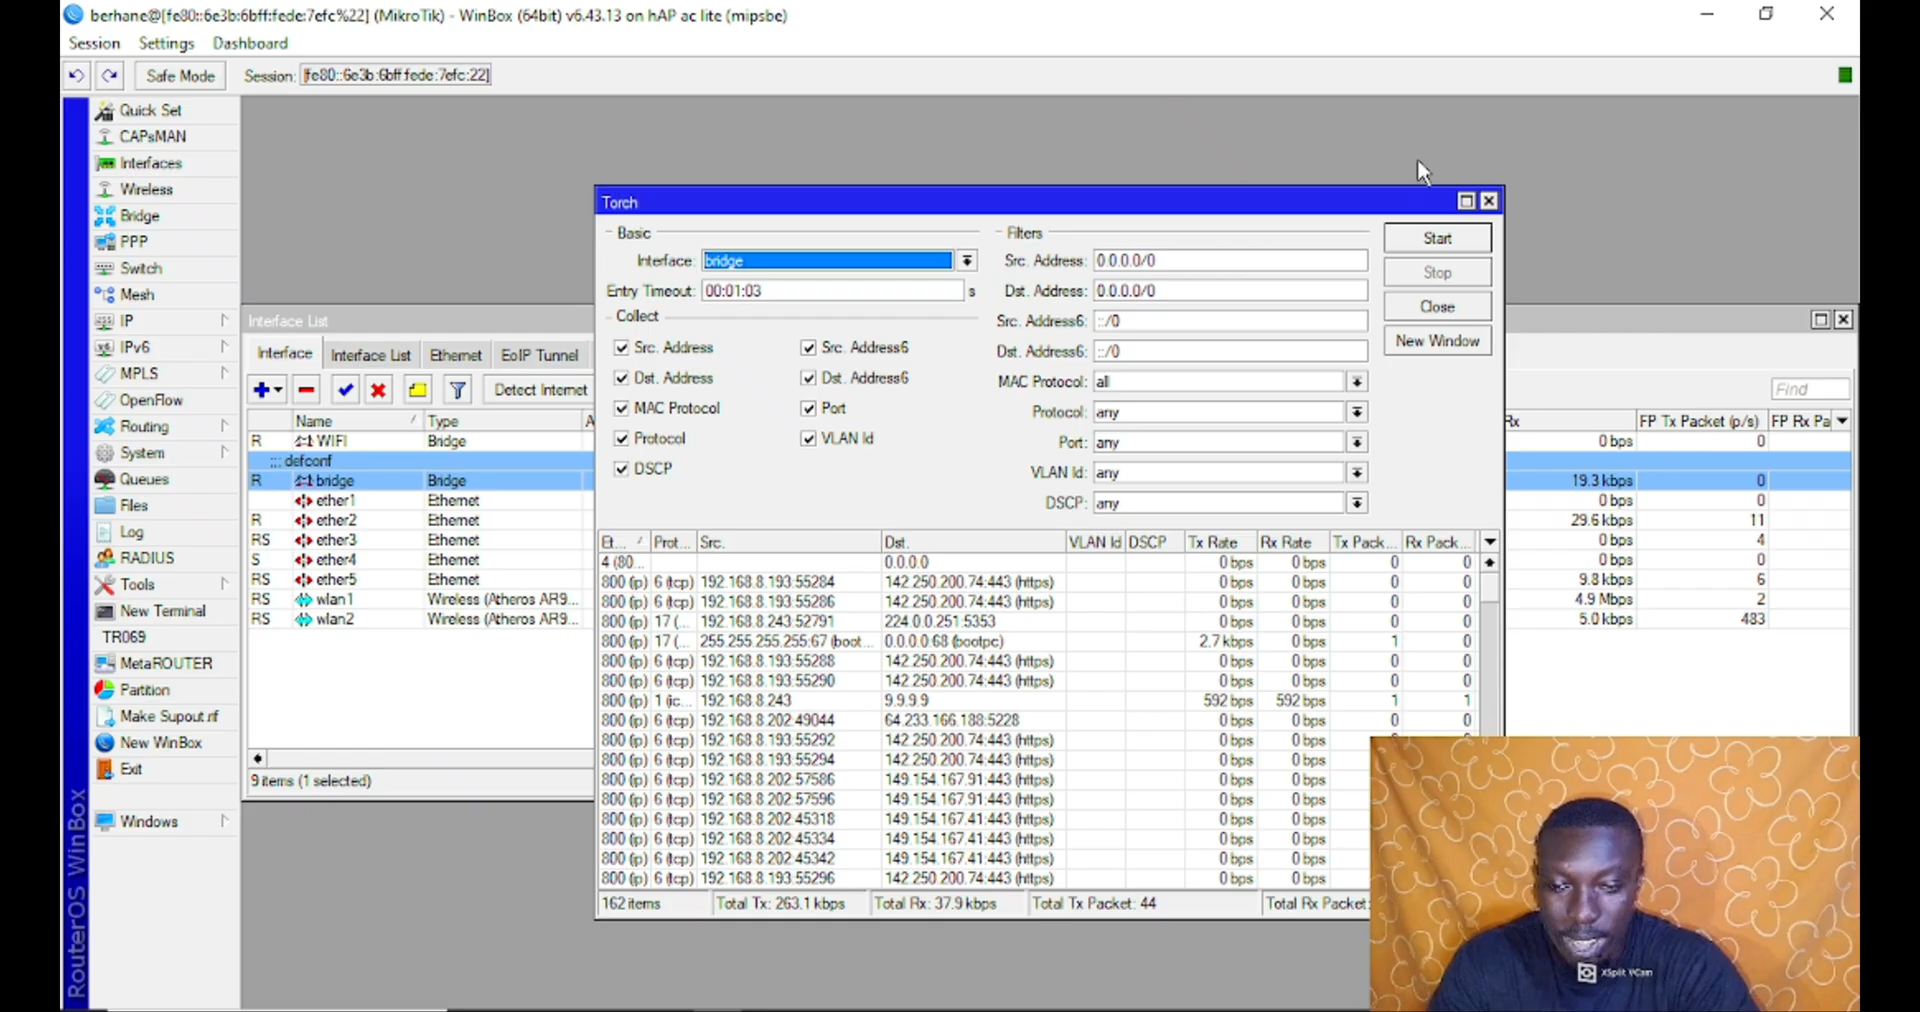 berhane@[fe80::6e3b:6bff:fede:7efc%22] (MikroTik) - WinBox (64bit) v6.43.13 on hAP ac lite (mipsbe)
Session Settings Dashboard
Safe Mode Session: [fe80::6e3b:6bff:fede:7efc:22]
Quick Set
CAPsMAN
Interfaces
Wireless
Bridge
PPP
Switch
Mesh
IP
IPv6
MPLS
OpenFlow
Routing
System
Queues
Files
Log
RADIUS
Tools
New Terminal
TR069
MetaROUTER
Partition
Make Supout.rif
New WinBox
Exit
Windows
RouterOS WinBox
Interface List
Interface Interface List Ethernet EoIP Tunnel
Detect Internet
Name Type A
R WIFI Bridge
::: defconf
R bridge Bridge
ether1 Ethernet
R ether2 Ethernet
RS ether3 Ethernet
S ether4 Ethernet
RS ether5 Ethernet
RS wlan1 Wireless (Atheros AR9...
RS wlan2 Wireless (Atheros AR9...
9 items (1 selected)
Torch
Basic
Interface: bridge
Entry Timeout: 00:01:03 s
Collect
Src. Address Src. Address6
Dst. Address Dst. Address6
MAC Protocol Port
Protocol VLAN Id
DSCP
Filters
Src. Address: 0.0.0.0/0
Dst. Address: 0.0.0.0/0
Src. Address6: ::/0
Dst. Address6: ::/0
MAC Protocol: all
Protocol: any
Port: any
VLAN Id: any
DSCP: any
Start
Stop
Close
New Window
Et... Prot... Src. Dst. VLAN Id DSCP Tx Rate Rx Rate Tx Pack... Rx Pack...
4 (80... 0.0.0.0 0 bps 0 bps 0 0
800 (ip) 6 (tcp) 192.168.8.193:55284 142.250.200.74:443 (https) 0 bps 0 bps 0 0
800 (ip) 6 (tcp) 192.168.8.193:55286 142.250.200.74:443 (https) 0 bps 0 bps 0 0
800 (ip) 17 (... 192.168.8.243:52791 224.0.0.251:5353 0 bps 0 bps 0 0
800 (ip) 17 (... 255.255.255.255:67 (boot... 0.0.0.0:68 (bootpc) 2.7 kbps 0 bps 1 0
800 (ip) 6 (tcp) 192.168.8.193:55288 142.250.200.74:443 (https) 0 bps 0 bps 0 0
800 (ip) 6 (tcp) 192.168.8.193:55290 142.250.200.74:443 (https) 0 bps 0 bps 0 0
800 (ip) 1 (ic... 192.168.8.243 9.9.9.9 592 bps 592 bps 1 1
800 (ip) 6 (tcp) 192.168.8.202:49044 64.233.166.188:5228 0 bps 0 bps 0 0
800 (ip) 6 (tcp) 192.168.8.193:55292 142.250.200.74:443 (https) 0 bps 0 bps
800 (ip) 6 (tcp) 192.168.8.193:55294 142.250.200.74:443 (https) 0 bps 0 bps
800 (ip) 6 (tcp) 192.168.8.202:57586 149.154.167.91:443 (https) 0 bps 0 bps
800 (ip) 6 (tcp) 192.168.8.202:57596 149.154.167.91:443 (https) 0 bps 0 bps
800 (ip) 6 (tcp) 192.168.8.202:45318 149.154.167.41:443 (https) 0 bps 0 bps
800 (ip) 6 (tcp) 192.168.8.202:45334 149.154.167.41:443 (https) 0 bps 0 bps
800 (ip) 6 (tcp) 192.168.8.202:45342 149.154.167.41:443 (https) 0 bps 0 bps
800 (ip) 6 (tcp) 192.168.8.193:55296 142.250.200.74:443 (https) 0 bps 0 bps
162 items Total Tx: 263.1 kbps Total Rx: 37.9 kbps Total Tx Packet: 44 Total Rx Packet:
Find
Rx FP Tx Packet (p/s) FP Rx Pa
0 bps 0
19.3 kbps 0
0 bps 0
29.6 kbps 11
0 bps 4
0 bps 0
9.8 kbps 6
4.9 Mbps 2
5.0 kbps 483
XSplit VCam